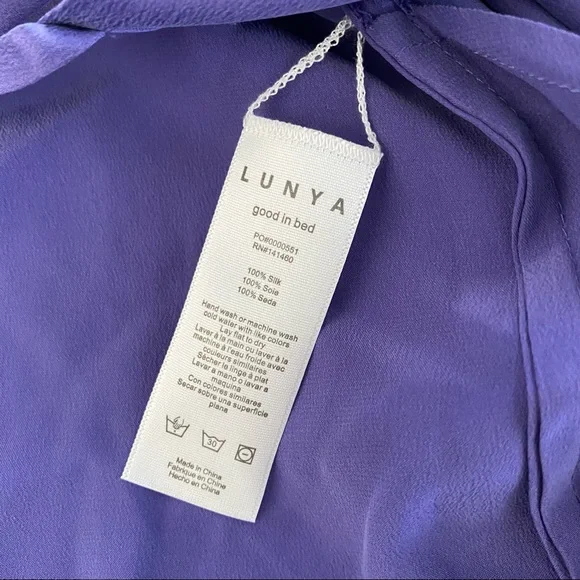 LUNYA
good in bed
PO#0000551
RN#141460
100% Silk
100% Soie
100% Seda
Hand wash or machine wash
cold water with like colors
Lay flat to dry
Laver à la main ou laver à la
machine à l'eau froide avec
couleurs similaires
Sécher le linge à plat
Lavar a mano o lavar a
maquina
Con colores similares
Secar sobre una superficie
plana
30
Made in China
Fabrique en Chine
Hecho en China